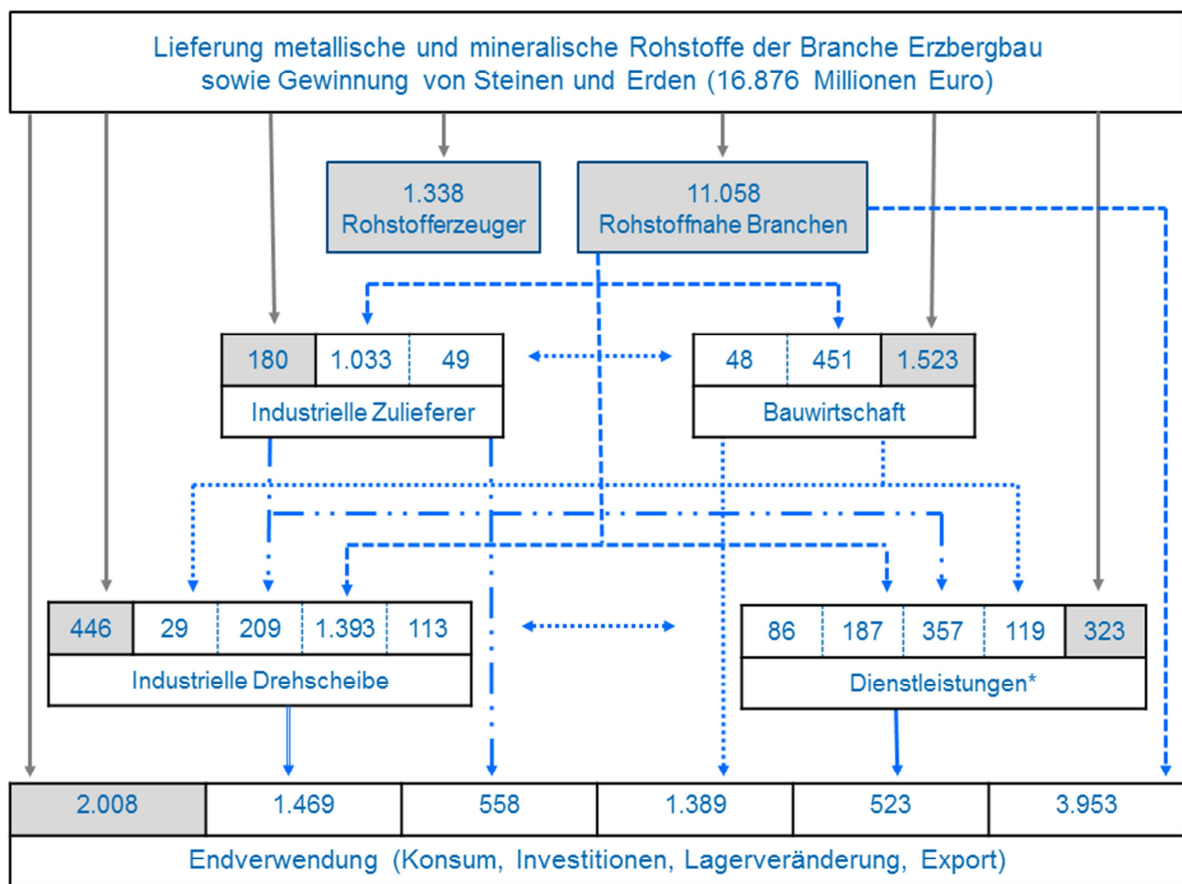 Lieferung metallische und mineralische Rohstoffe der Branche Erzbergbau
sowie Gewinnung von Steinen und Erden (16.876 Millionen Euro)
1.338
Rohstofferzeuger
11.058
Rohstoffnahe Branchen
180 1.033 49
Industrielle Zulieferer
48 451 1.523
Bauwirtschaft
446 29 209 1.393 113
Industrielle Drehscheibe
86 187 357 119 323
Dienstleistungen*
2.008 1.469 558 1.389 523 3.953
Endverwendung (Konsum, Investitionen, Lagerveränderung, Export)